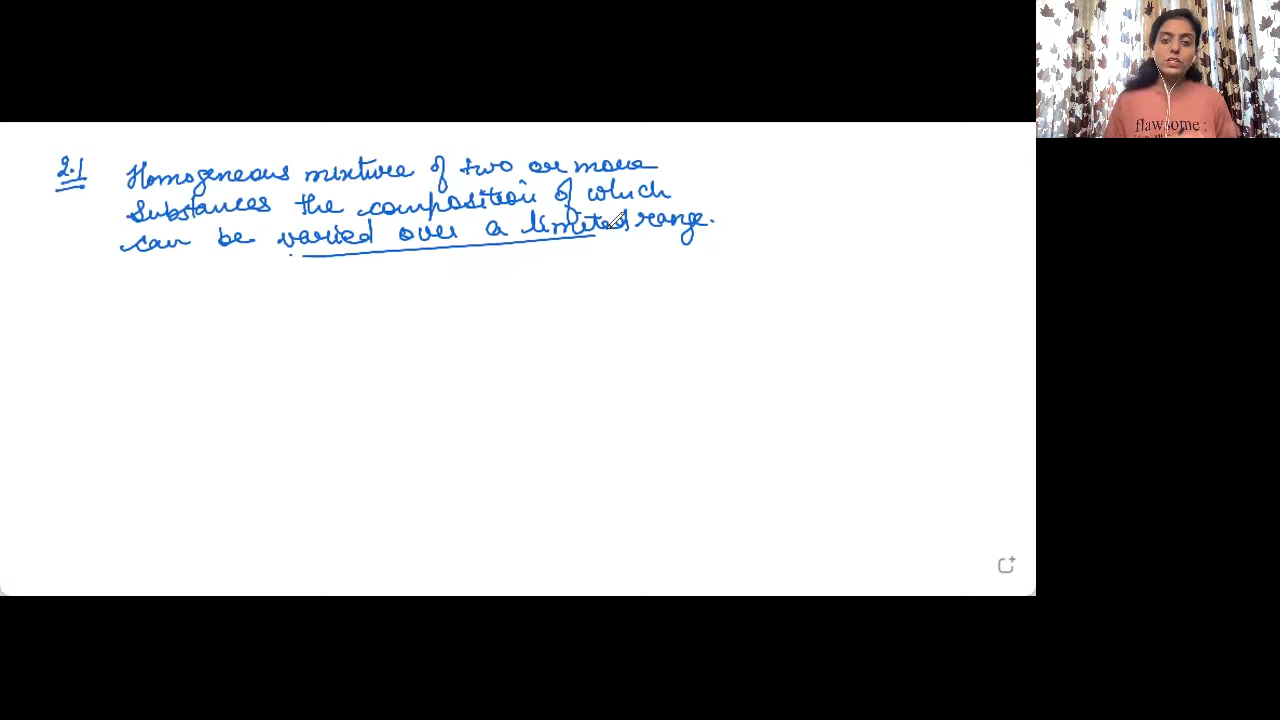 2.1 Homogeneous mixture of two or more
substances the composition of which
can be varied over a limited range.
flawsome ;